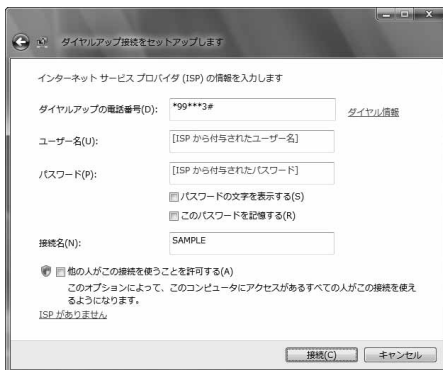 ダイヤルアップ接続をセットアップします
インターネット サービス プロバイダ (ISP) の情報を入力します
ダイヤルアップの電話番号(D):
*99***3#
ダイヤル情報
ユーザー名(U):
[ISP から付与されたユーザー名]
パスワード(P):
[ISP から付与されたパスワード]
パスワードの文字を表示する(S)
このパスワードを記憶する(R)
接続名(N):
SAMPLE
他の人がこの接続を使うことを許可する(A)
このオプションによって、このコンピュータにアクセスがあるすべての人がこの接続を使え
るようになります。
ISP がありません
接続(C)
キャンセル